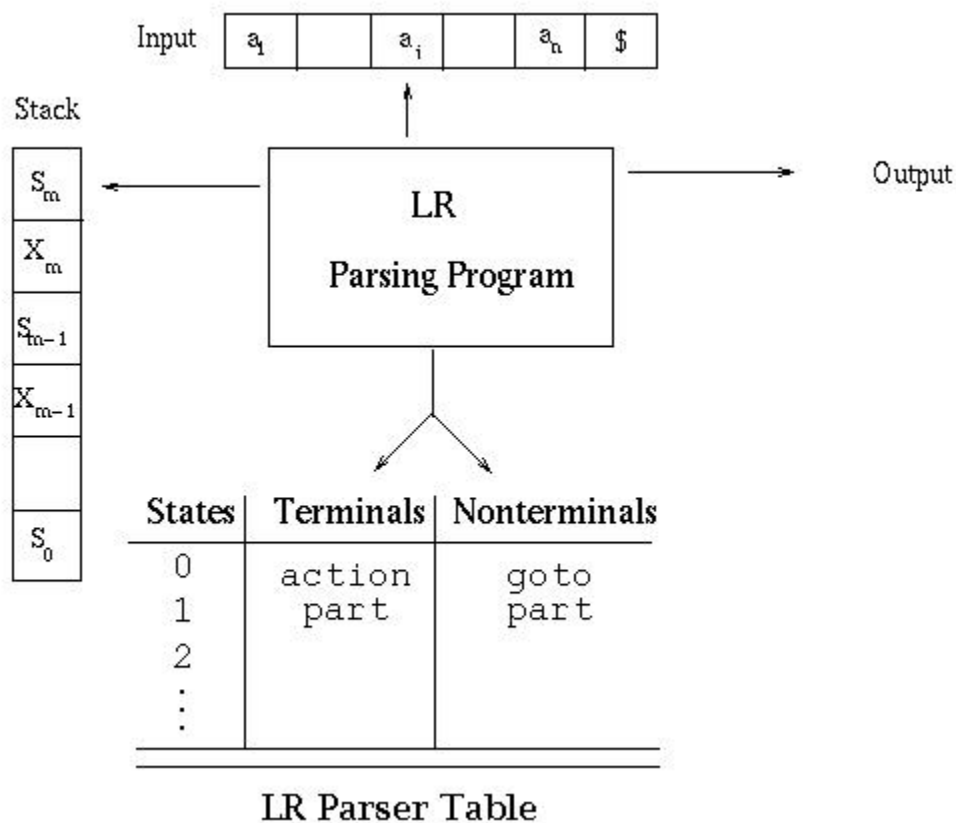 Input a₁ aᵢ aₙ $
Stack
Sₘ
Xₘ
Sₘ₋₁
Xₘ₋₁
S₀
LR
Parsing Program
Output
States Terminals Nonterminals
0 action goto
1 part part
2
⋮
LR Parser Table